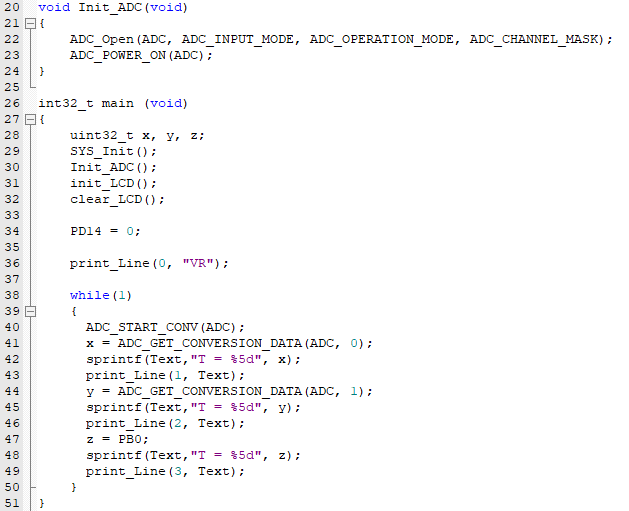 20 void Init_ADC(void)
21 {
22 ADC_Open(ADC, ADC_INPUT_MODE, ADC_OPERATION_MODE, ADC_CHANNEL_MASK);
23 ADC_POWER_ON(ADC);
24 }
25
26 int32_t main (void)
27 {
28 uint32_t x, y, z;
29 SYS_Init();
30 Init_ADC();
31 init_LCD();
32 clear_LCD();
33
34 PD14 = 0;
35
36 print_Line(0, "VR");
37
38 while(1)
39 {
40 ADC_START_CONV(ADC);
41 x = ADC_GET_CONVERSION_DATA(ADC, 0);
42 sprintf(Text,"T = %5d", x);
43 print_Line(1, Text);
44 y = ADC_GET_CONVERSION_DATA(ADC, 1);
45 sprintf(Text,"T = %5d", y);
46 print_Line(2, Text);
47 z = PB0;
48 sprintf(Text,"T = %5d", z);
49 print_Line(3, Text);
50 }
51 }